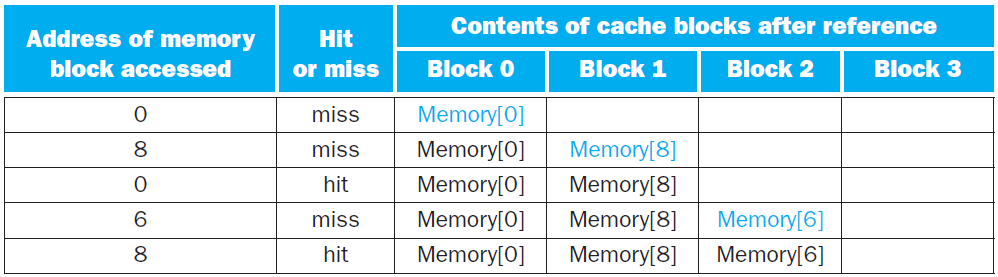 Address of memory block accessed Hit or miss Contents of cache blocks after reference
Block 0 Block 1 Block 2 Block 3
0 miss Memory[0]
8 miss Memory[0] Memory[8]
0 hit Memory[0] Memory[8]
6 miss Memory[0] Memory[8] Memory[6]
8 hit Memory[0] Memory[8] Memory[6]